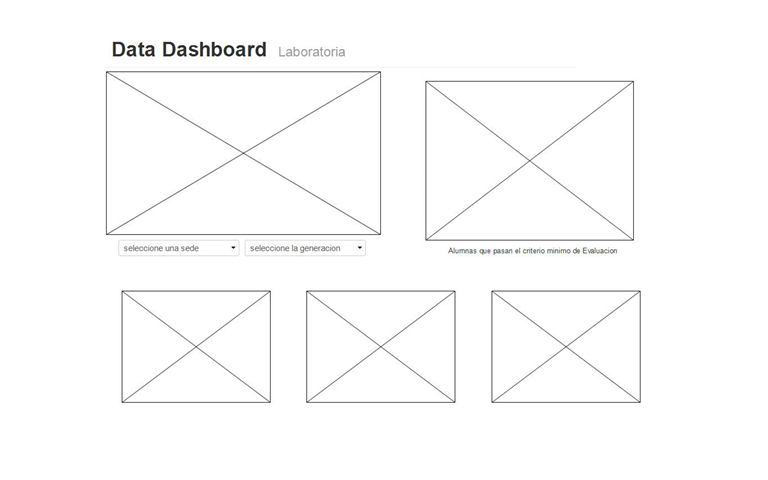 Data Dashboard Laboratoria
seleccione una sede seleccione la generacion
Alumnas que pasan el criterio minimo de Evaluacion